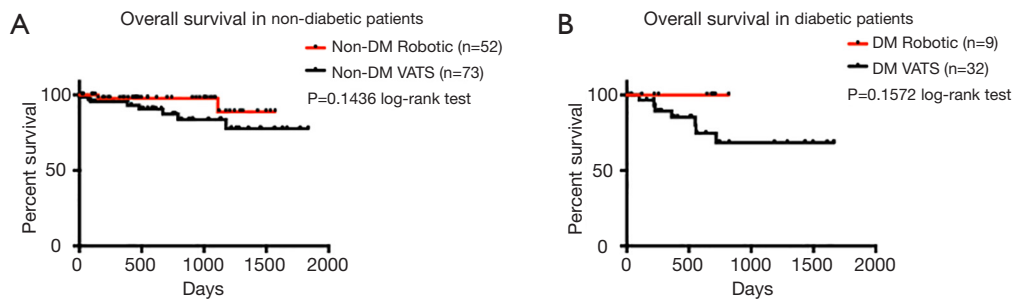 A
Overall survival in non-diabetic patients
Non-DM Robotic (n=52)
Non-DM VATS (n=73)
P=0.1436 log-rank test
Percent survival
100
50
0
0 500 1000 1500 2000
Days
B
Overall survival in diabetic patients
DM Robotic (n=9)
DM VATS (n=32)
P=0.1572 log-rank test
Percent survival
100
50
0
0 500 1000 1500 2000
Days